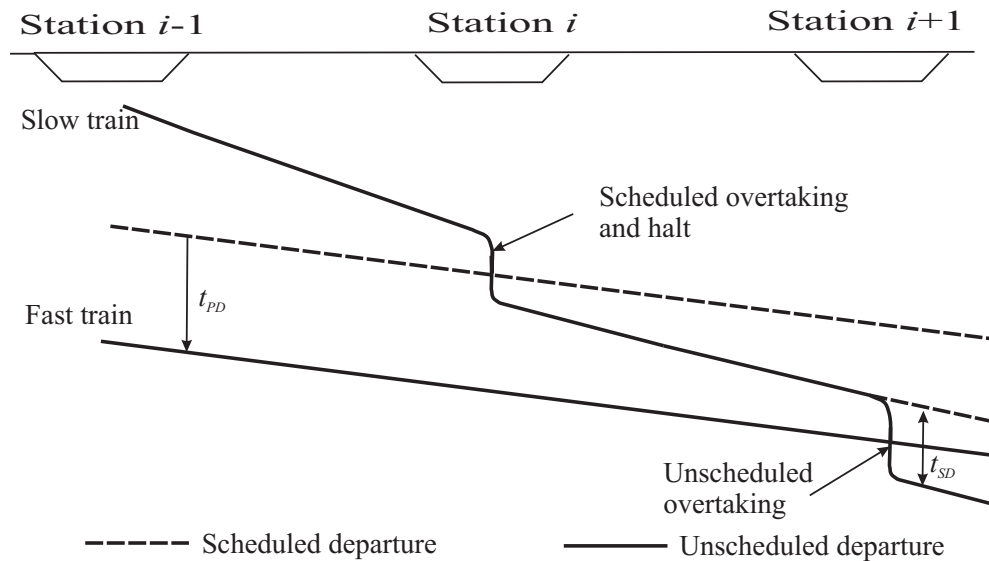 Station i-1
Station i
Station i+1
Slow train
Scheduled overtaking
and halt
t_PD
Fast train
t_SD
Unscheduled
overtaking
Scheduled departure
Unscheduled departure